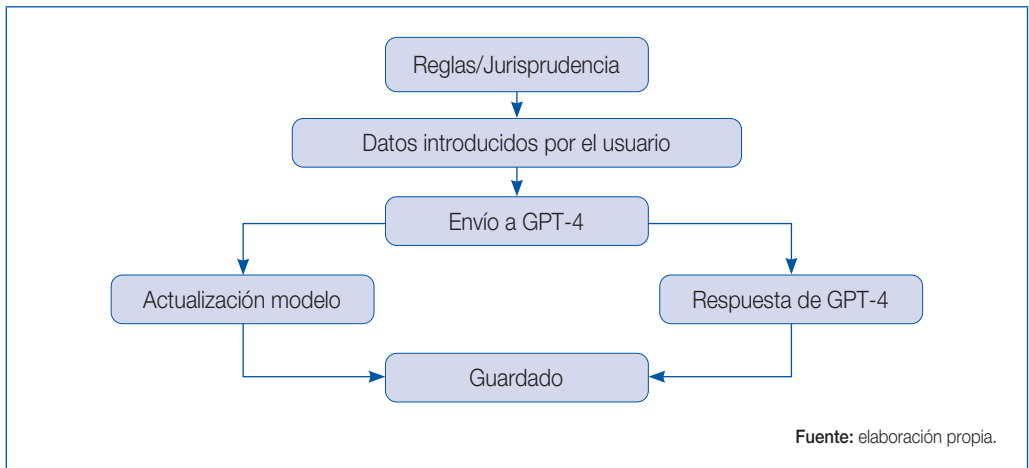 Reglas/Jurisprudencia
Datos introducidos por el usuario
Envío a GPT-4
Actualización modelo
Respuesta de GPT-4
Guardado
Fuente: elaboración propia.